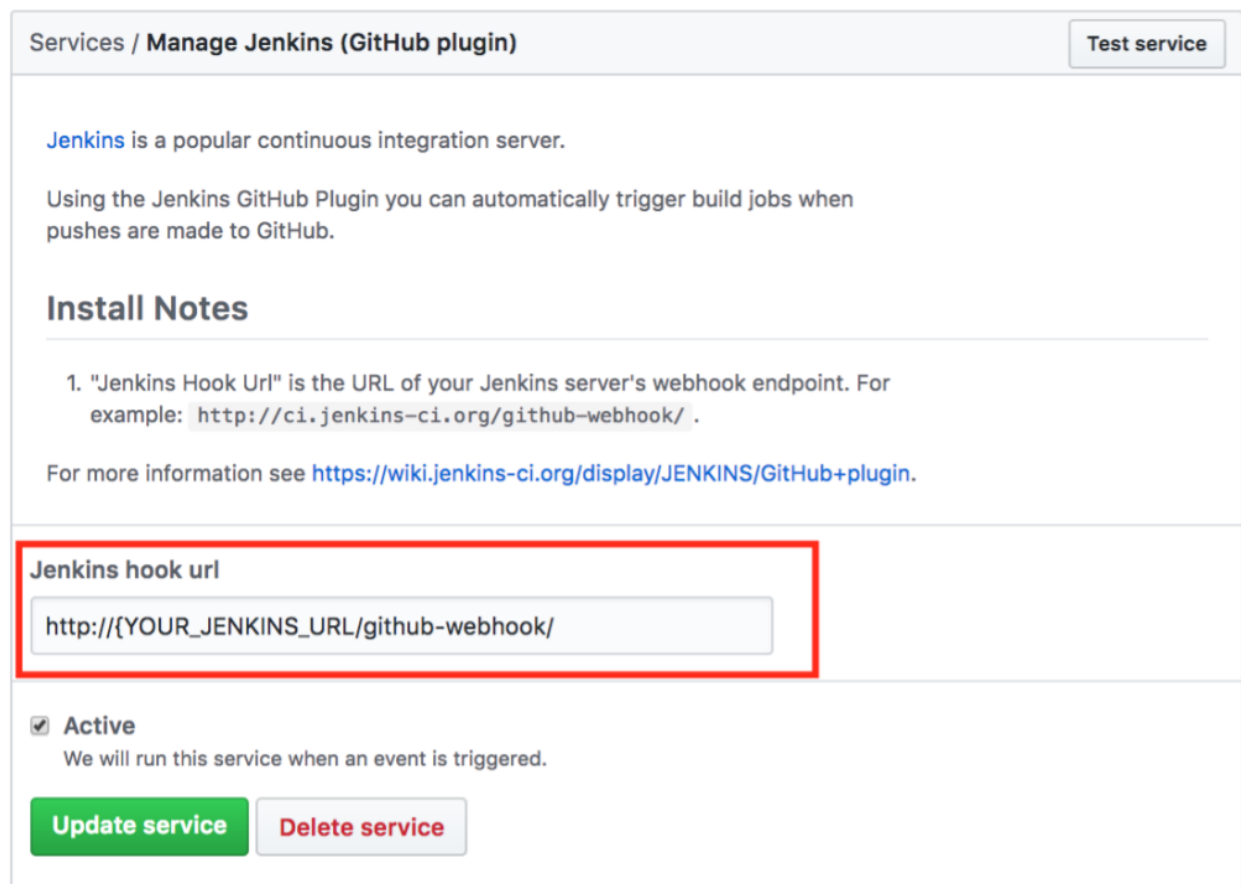 Services / Manage Jenkins (GitHub plugin)
Test service
Jenkins is a popular continuous integration server.
Using the Jenkins GitHub Plugin you can automatically trigger build jobs when
pushes are made to GitHub.
Install Notes
1. "Jenkins Hook Url" is the URL of your Jenkins server's webhook endpoint. For
example: http://ci.jenkins-ci.org/github-webhook/ .
For more information see https://wiki.jenkins-ci.org/display/JENKINS/GitHub+plugin.
Jenkins hook url
http://{YOUR_JENKINS_URL/github-webhook/
Active
We will run this service when an event is triggered.
Update service
Delete service